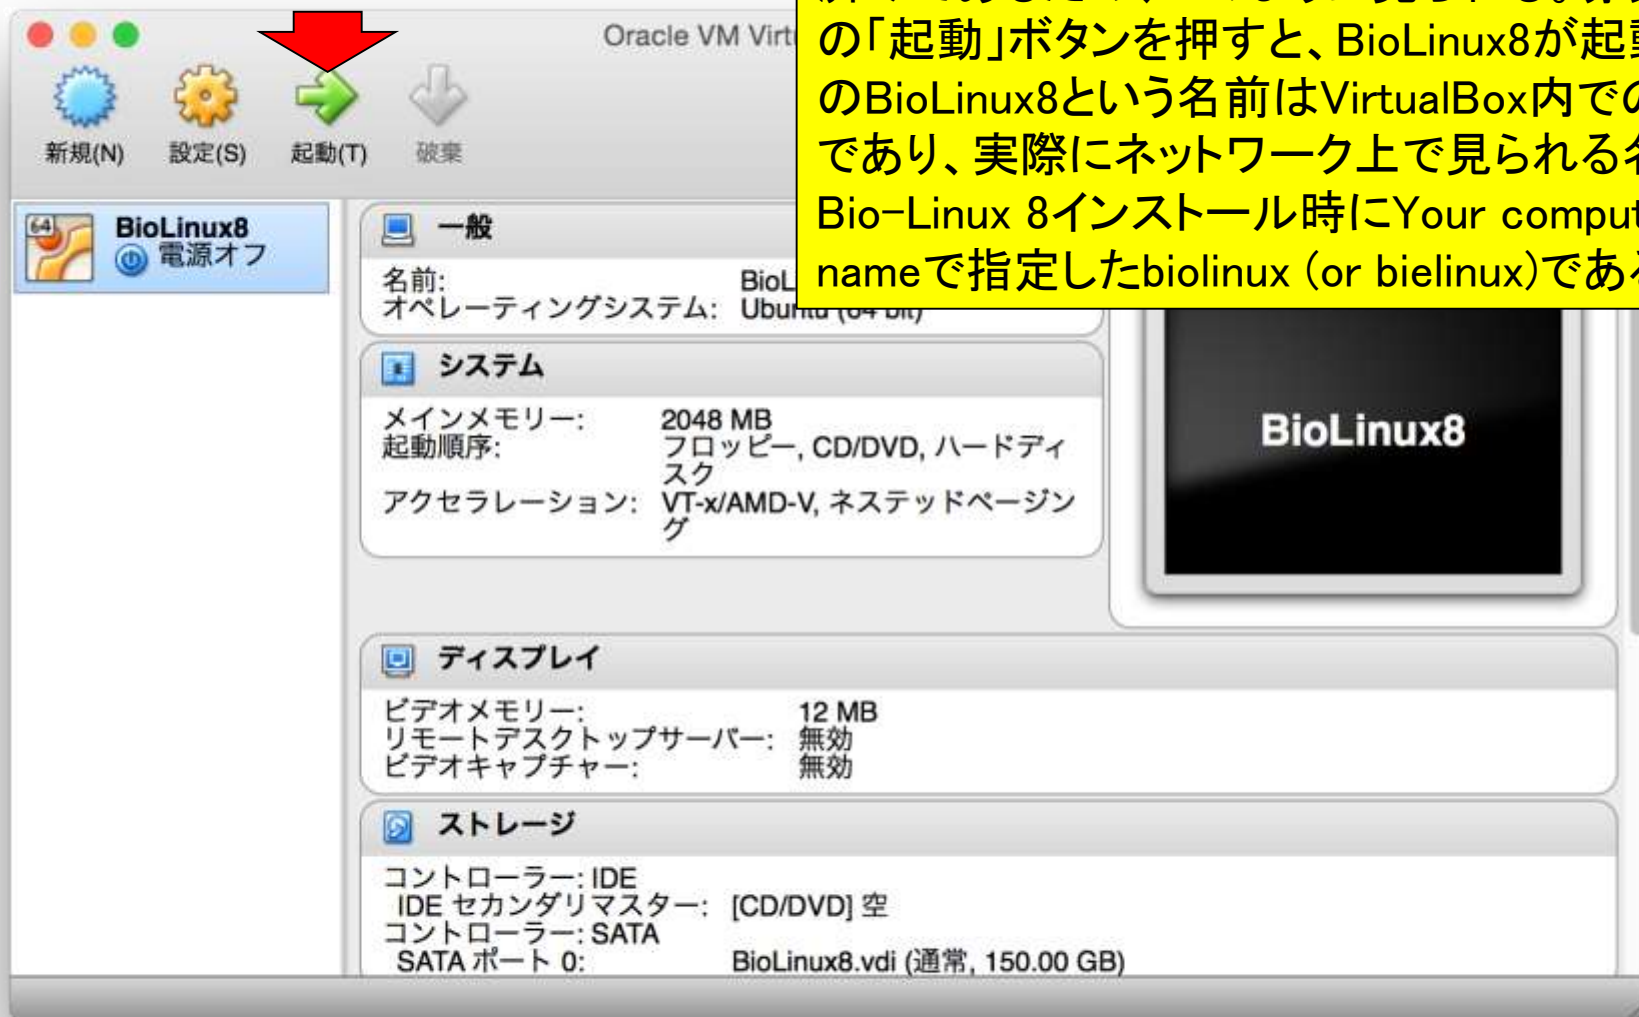 Oracle VM Virt
の「起動」ボタンを押すと、BioLinux8が起動
のBioLinux8という名前はVirtualBox内での
であり、実際にネットワーク上で見られる名
Bio-Linux 8インストール時にYour comput
nameで指定したbiolinux (or bielinux)である
新規(N) 設定(S) 起動(T) 破棄
64
BioLinux8
電源オフ
一般
名前: BioL
オペレーティングシステム: Ubuntu (64 bit)
システム
メインメモリー: 2048 MB
起動順序: フロッピー, CD/DVD, ハードディ
スク
アクセラレーション: VT-x/AMD-V, ネステッドページン
グ
BioLinux8
ディスプレイ
ビデオメモリー: 12 MB
リモートデスクトップサーバー: 無効
ビデオキャプチャー: 無効
ストレージ
コントローラー: IDE
IDE セカンダリマスター: [CD/DVD] 空
コントローラー: SATA
SATA ポート 0: BioLinux8.vdi (通常, 150.00 GB)